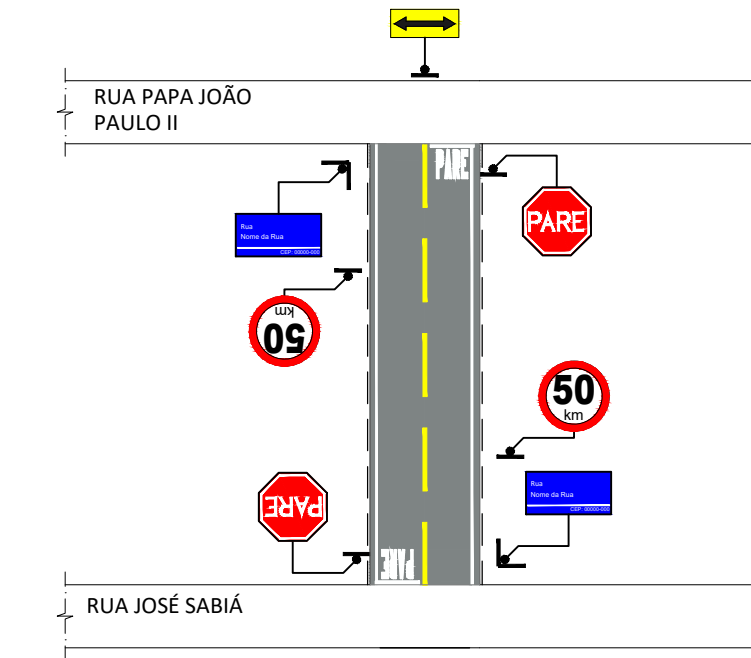 RUA PAPA JOÃO
PAULO II
PARE
PARE
Rua
Nome da Rua
CEP: 00000-000
50
km
50
km
Rua
Nome da Rua
CEP: 00000-000
PARE
PARE
RUA JOSÉ SABIÁ